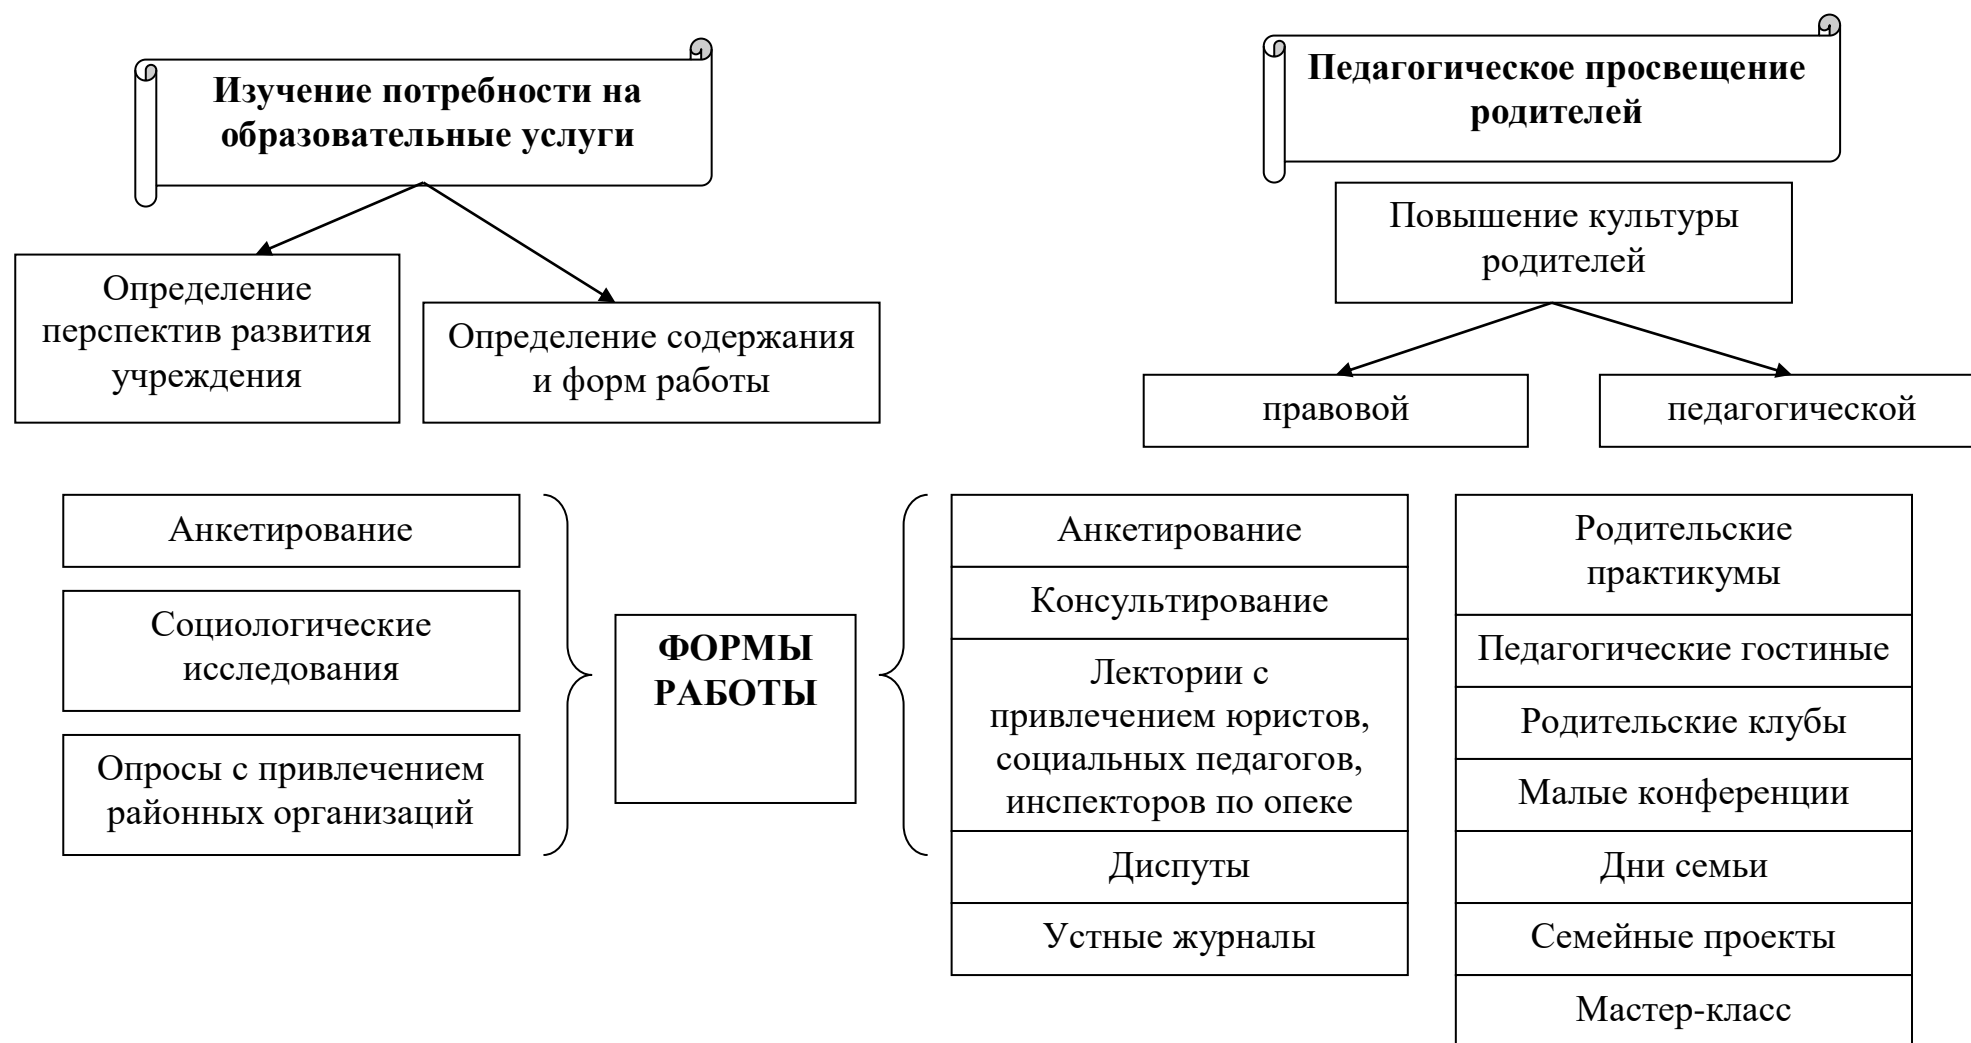 Изучение потребности на
образовательные услуги
Педагогическое просвещение
родителей
Повышение культуры
родителей
Определение
перспектив развития
учреждения
Определение содержания
и форм работы
правовой
педагогической
Анкетирование
Социологические
исследования
Опросы с привлечением
районных организаций
ФОРМЫ
РАБОТЫ
Анкетирование
Консультирование
Лектории с
привлечением юристов,
социальных педагогов,
инспекторов по опеке
Диспуты
Устные журналы
Родительские
практикумы
Педагогические гостиные
Родительские клубы
Малые конференции
Дни семьи
Семейные проекты
Мастер-класс